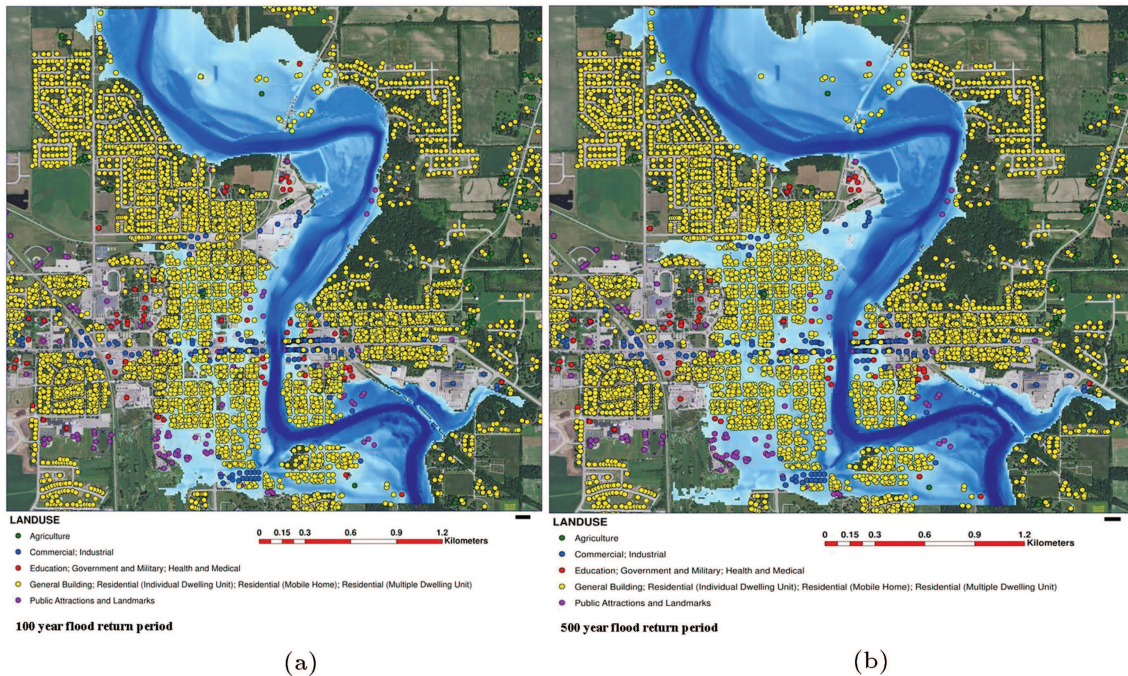 LANDUSE
Agriculture
Commercial; Industrial
Education; Government and Military; Health and Medical
General Building; Residential (Individual Dwelling Unit); Residential (Mobile Home); Residential (Multiple Dwelling Unit)
Public Attractions and Landmarks
0 0.15 0.3 0.6 0.9 1.2
Kilometers
100 year flood return period
(a)
LANDUSE
Agriculture
Commercial; Industrial
Education; Government and Military; Health and Medical
General Building; Residential (Individual Dwelling Unit); Residential (Mobile Home); Residential (Multiple Dwelling Unit)
Public Attractions and Landmarks
0 0.15 0.3 0.6 0.9 1.2
Kilometers
500 year flood return period
(b)